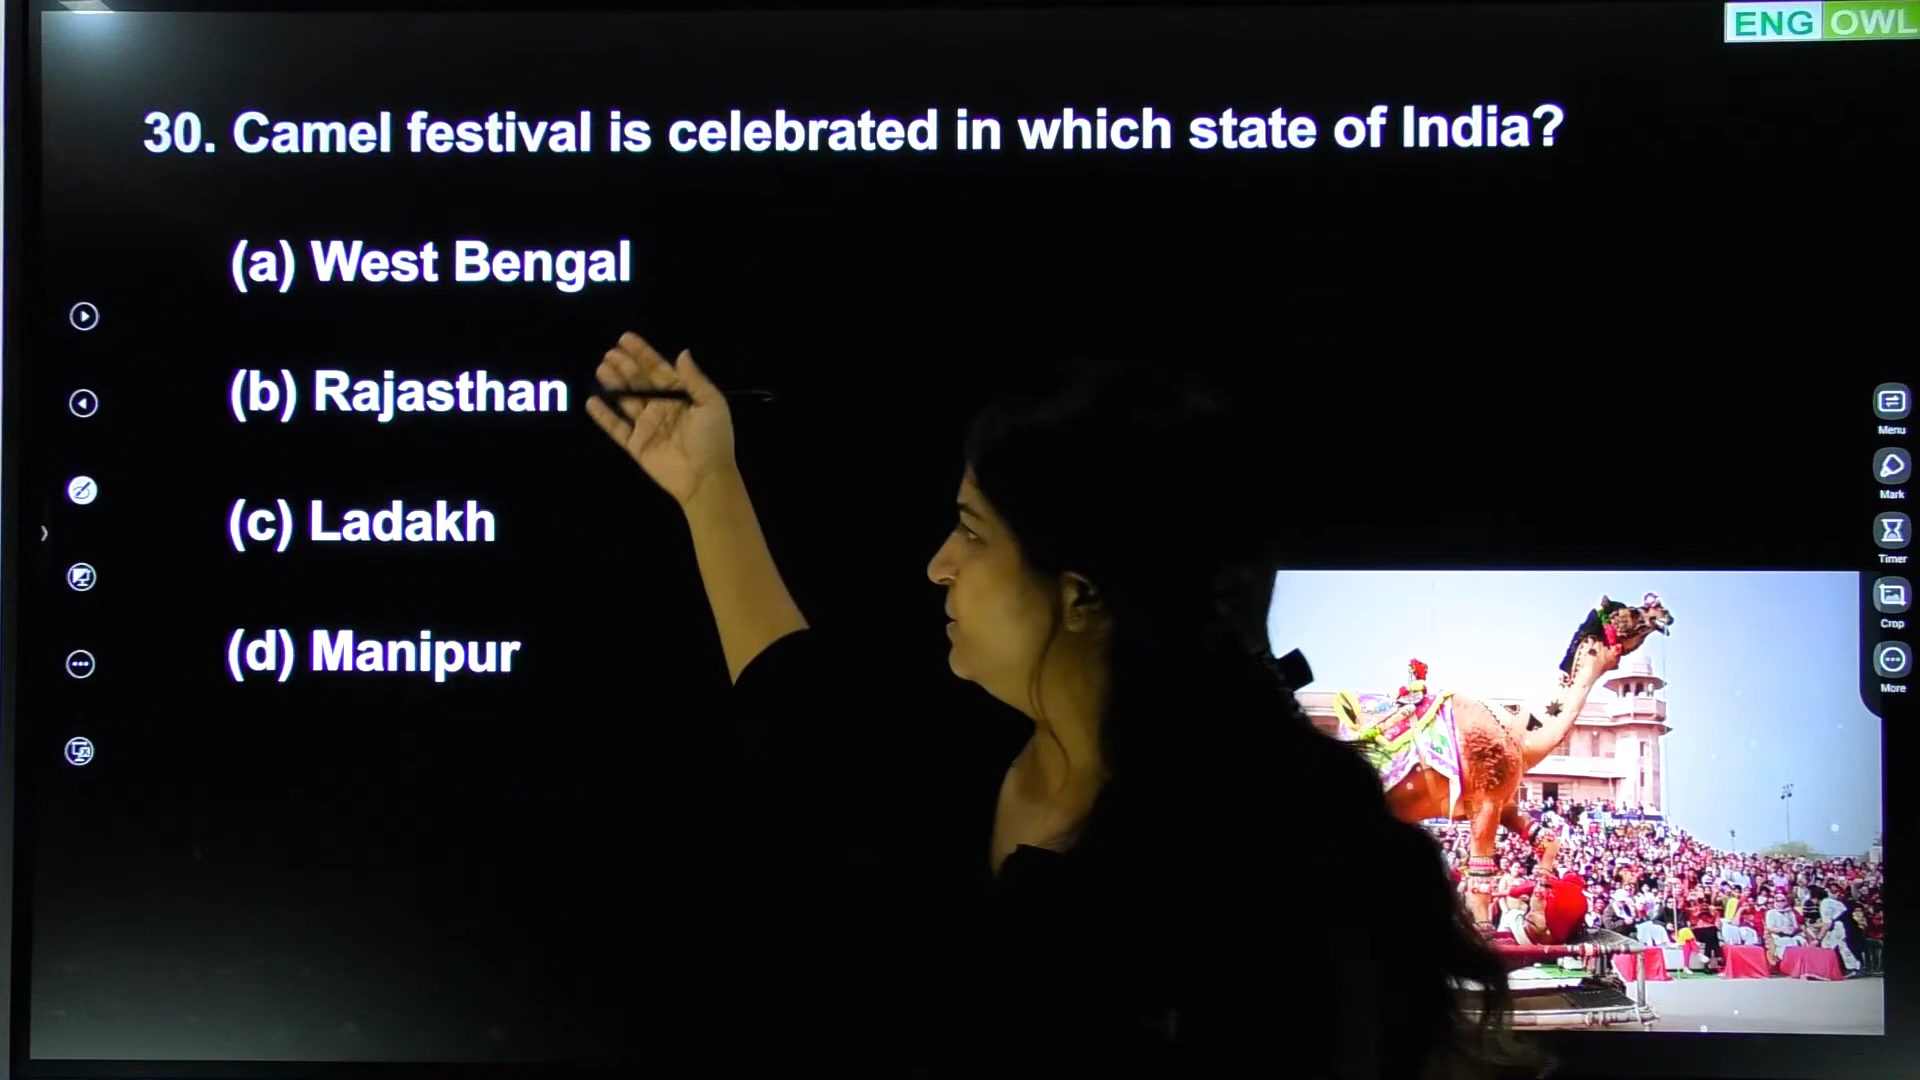 ENG OWL
30. Camel festival is celebrated in which state of India?
(a) West Bengal
(b) Rajasthan
(c) Ladakh
(d) Manipur
Menu
Mark
Timer
Crop
More